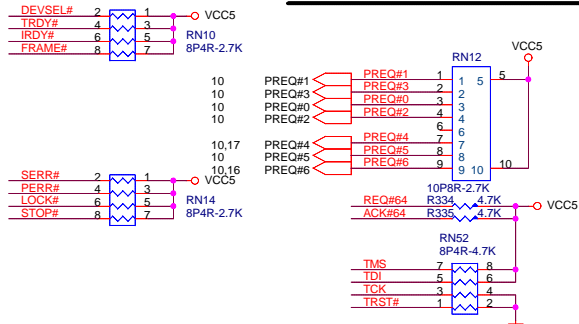 DEVSEL# 2 1 VCC5
TRDY# 4 3
IRDY# 6 5 RN10
FRAME# 8 7 8P4R-2.7K
RN12
VCC5
10 PREQ#1 PREQ#1 1 1 5 5
10 PREQ#3 PREQ#3 2 2
10 PREQ#0 PREQ#0 3 3
10 PREQ#2 PREQ#2 4 4
6 6
10,17 PREQ#4 PREQ#4 7 7
10 PREQ#5 PREQ#5 8 8
10,16 PREQ#6 PREQ#6 9 9 10 10
10P8R-2.7K
SERR# 2 1 VCC5
PERR# 4 3
LOCK# 6 5 RN14
STOP# 8 7 8P4R-2.7K
REQ#64 R334 4.7K VCC5
ACK#64 R335 4.7K
RN52
8P4R-4.7K
TMS 7 8
TDI 5 6
TCK 3 4
TRST# 1 2